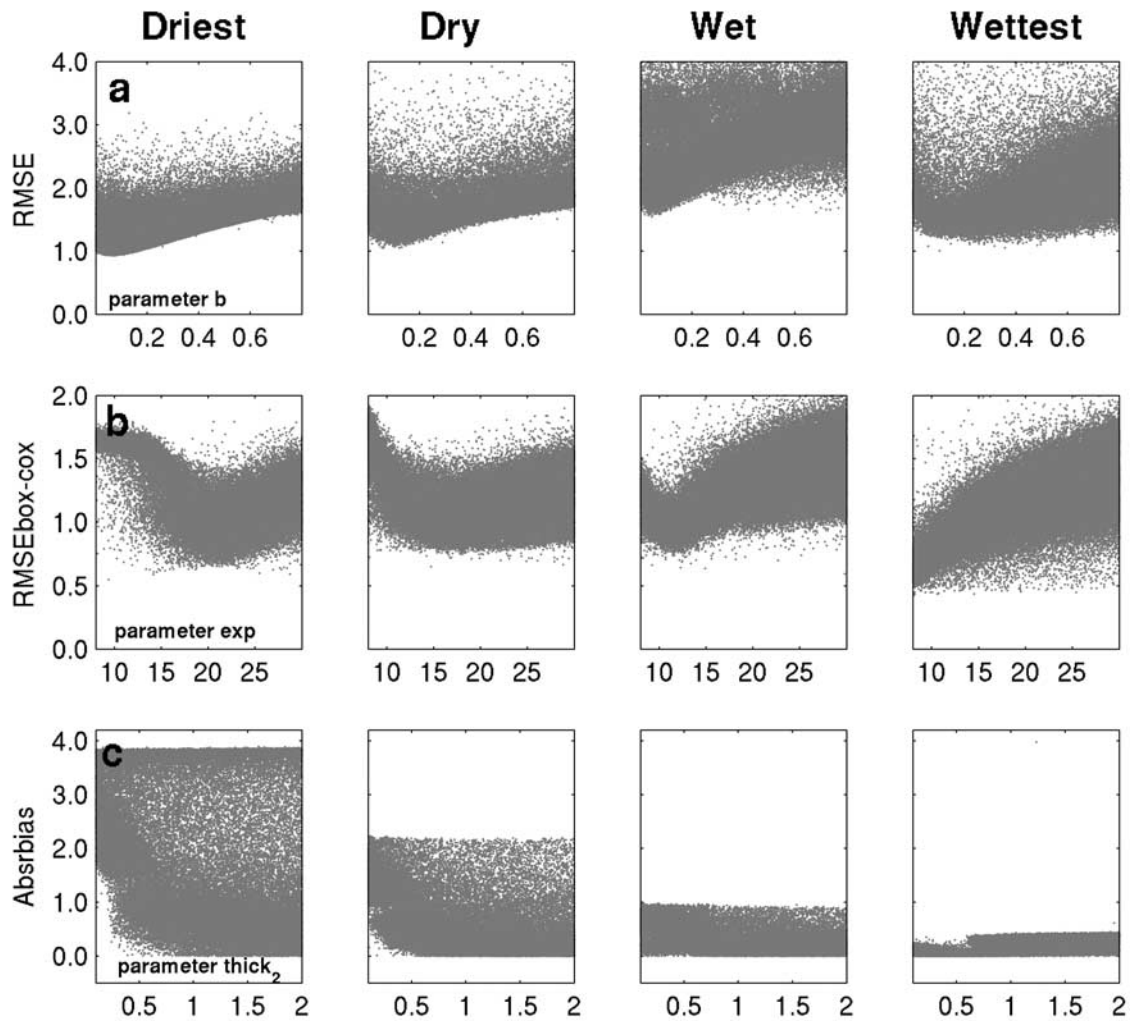 Driest Dry Wet Wettest
4.0 a
3.0
RMSE
2.0
1.0
parameter b
0.0
0.2 0.4 0.6 0.2 0.4 0.6 0.2 0.4 0.6 0.2 0.4 0.6
2.0 b
1.5
RMSEbox-cox
1.0
0.5
parameter exp
0.0
10 15 20 25 10 15 20 25 10 15 20 25 10 15 20 25
4.0 c
3.0
Absrbias
2.0
1.0
0.0
parameter thick₂
0.5 1 1.5 2 0.5 1 1.5 2 0.5 1 1.5 2 0.5 1 1.5 2